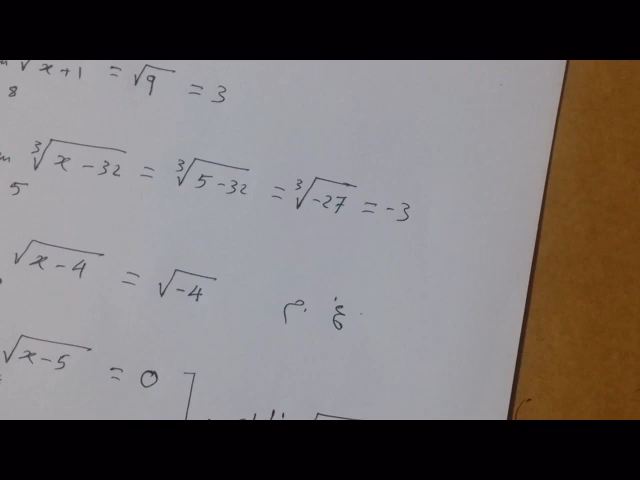 √x+1 = √9 = 3
8
∛x-32 = ∛5-32 = ∛-27 = -3
5
√x-4 = √-4 غ.م
√x-5 = 0